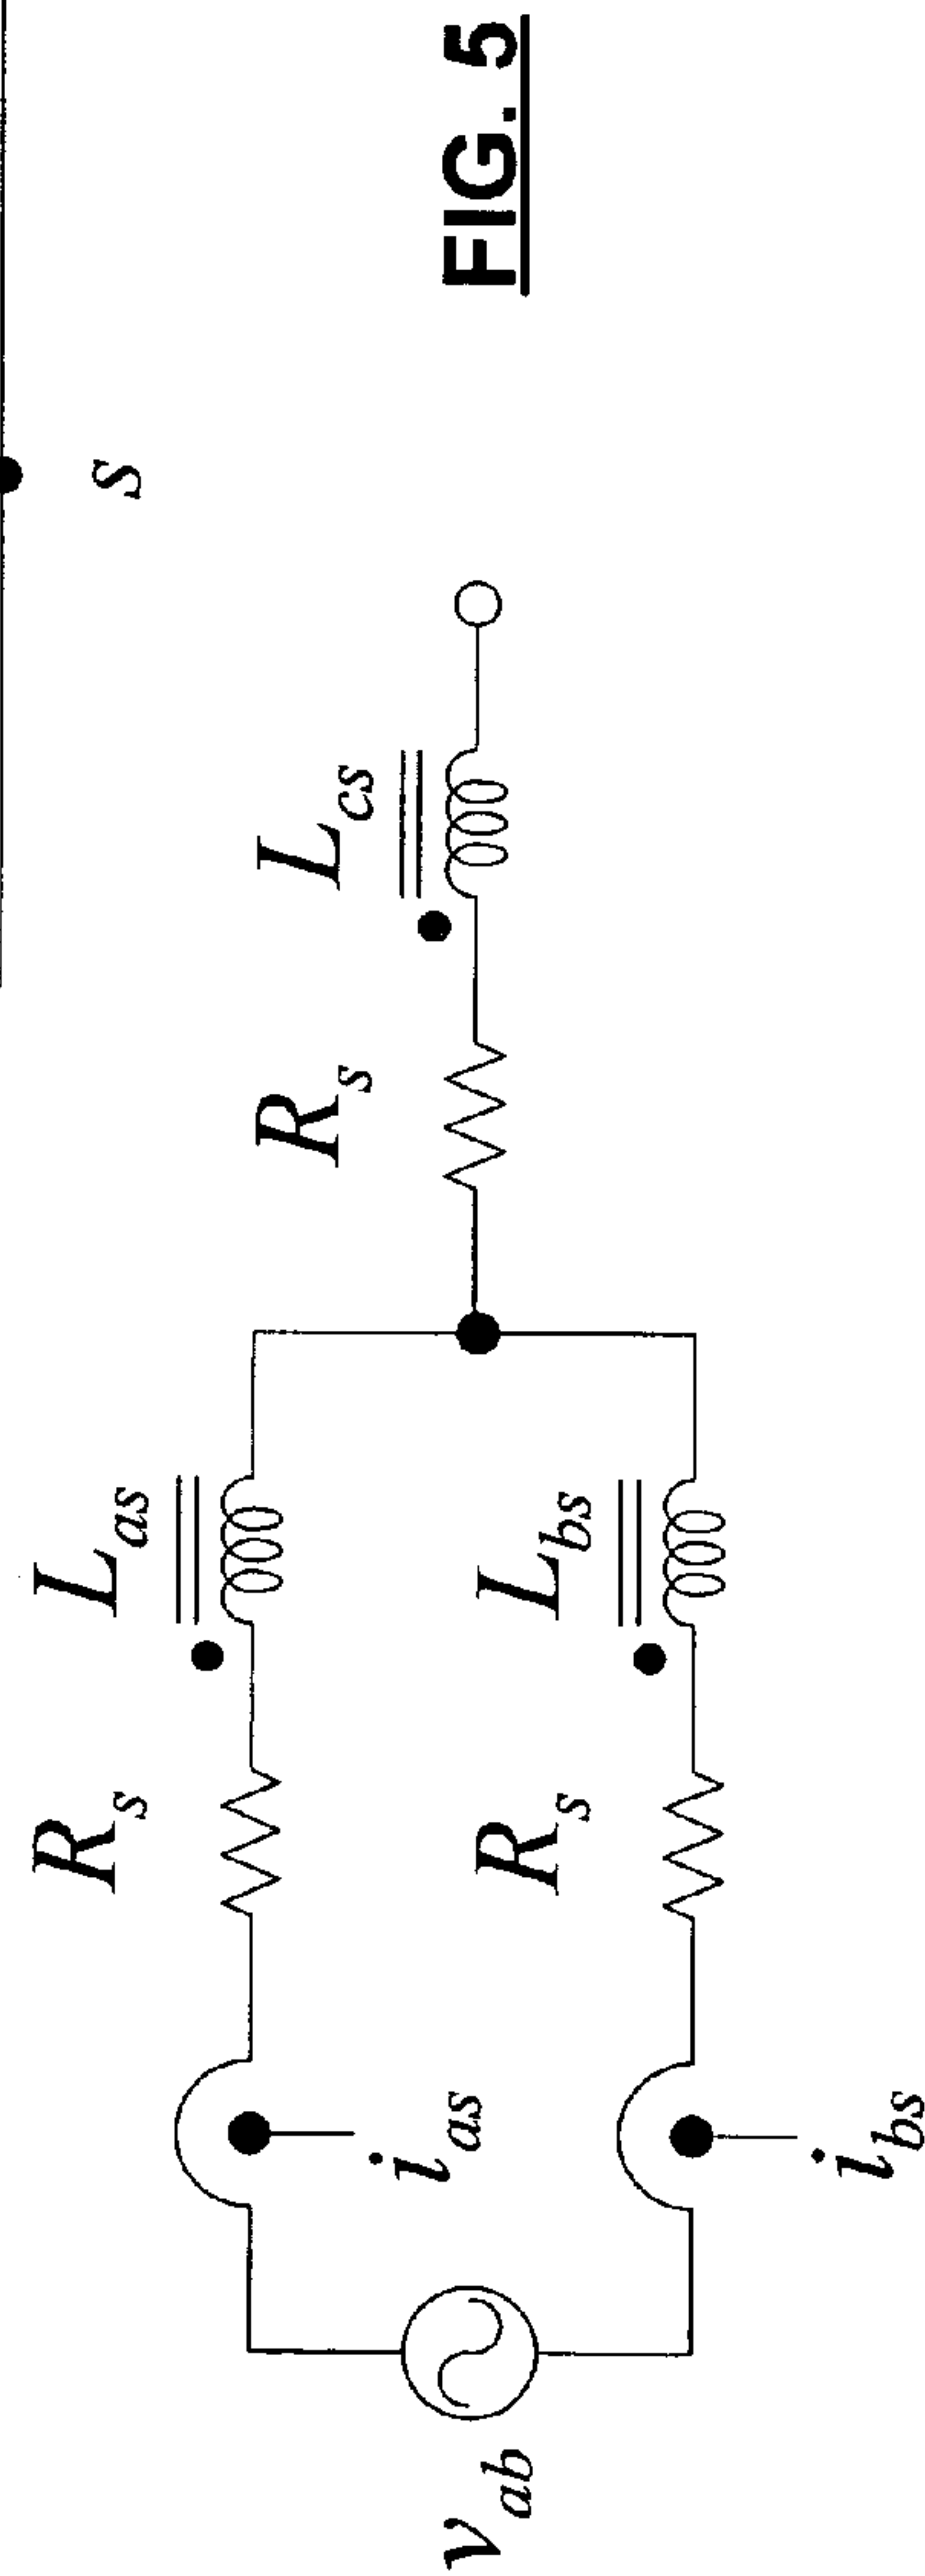 s
R_s L_as
R_s L_cs
i_as
v_ab
R_s L_bs
i_bs
FIG. 5